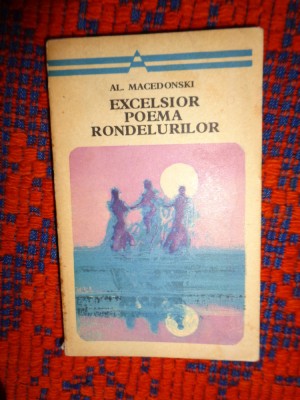 AL. MACEDONSKI
EXCELSIOR
POEMA
RONDELURILOR